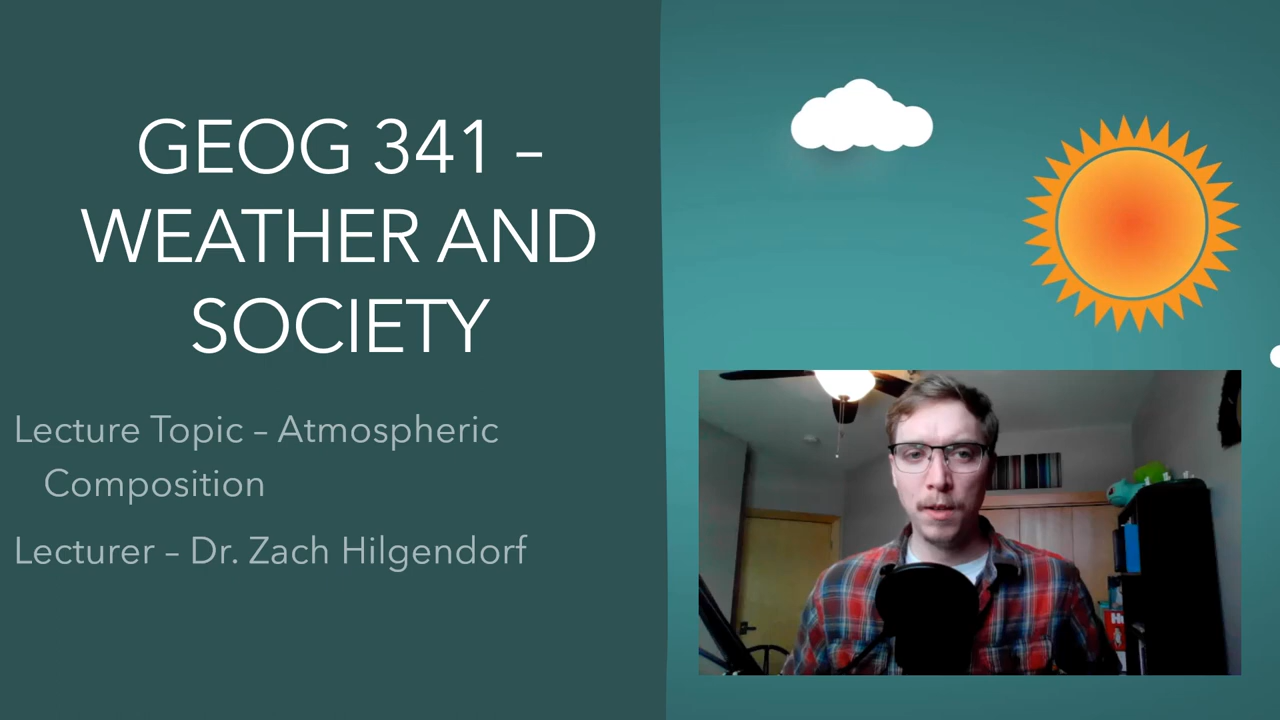 GEOG 341 –
WEATHER AND
SOCIETY
Lecture Topic – Atmospheric
Composition
Lecturer – Dr. Zach Hilgendorf